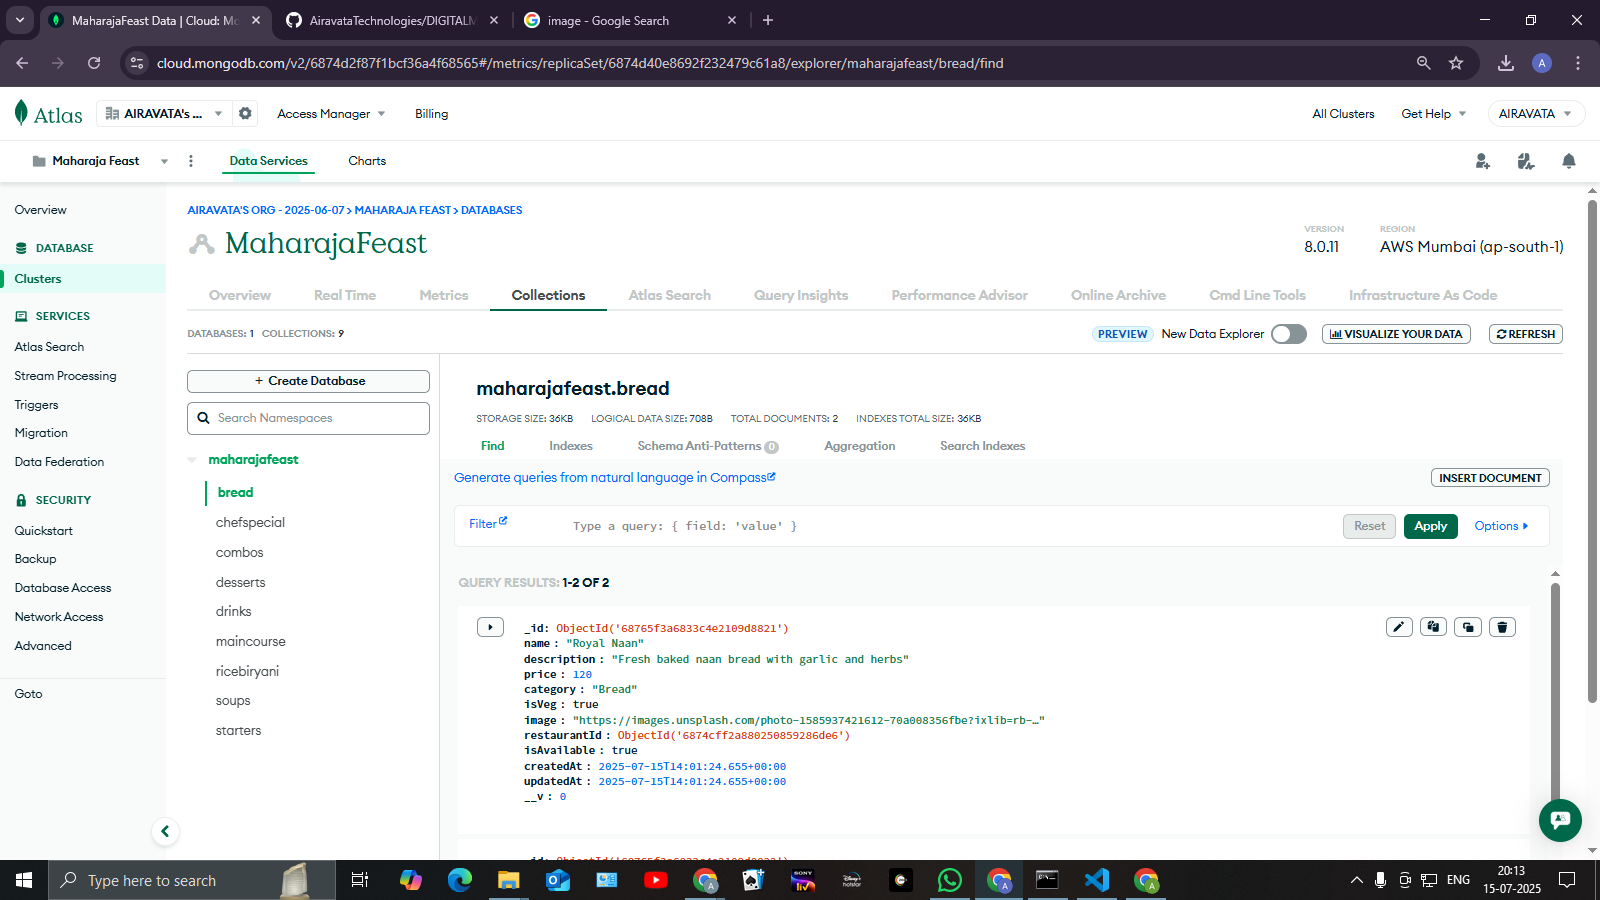 MaharajaFeast Data | Cloud: Mo
AiravataTechnologies/DIGITALM
image - Google Search
cloud.mongodb.com/v2/6874d2f87f1bcf36a4f68565#/metrics/replicaSet/6874d40e8692f232479c61a8/explorer/maharajafeast/bread/find
A
Atlas
AIRAVATA's ...
Access Manager
Billing
All Clusters
Get Help
AIRAVATA
Maharaja Feast
Data Services
Charts
Overview
DATABASE
Clusters
SERVICES
Atlas Search
Stream Processing
Triggers
Migration
Data Federation
SECURITY
Quickstart
Backup
Database Access
Network Access
Advanced
Goto
AIRAVATA'S ORG - 2025-06-07 > MAHARAJA FEAST > DATABASES
MaharajaFeast
VERSION
8.0.11
REGION
AWS Mumbai (ap-south-1)
Overview
Real Time
Metrics
Collections
Atlas Search
Query Insights
Performance Advisor
Online Archive
Cmd Line Tools
Infrastructure As Code
DATABASES: 1 COLLECTIONS: 9
PREVIEW
New Data Explorer
VISUALIZE YOUR DATA
REFRESH
+ Create Database
Search Namespaces
maharajafeast
bread
chefspecial
combos
desserts
drinks
maincourse
ricebiryani
soups
starters
maharajafeast.bread
STORAGE SIZE: 36KB LOGICAL DATA SIZE: 708B TOTAL DOCUMENTS: 2 INDEXES TOTAL SIZE: 36KB
Find
Indexes
Schema Anti-Patterns 0
Aggregation
Search Indexes
Generate queries from natural language in Compass
INSERT DOCUMENT
Filter
Type a query: { field: 'value' }
Reset
Apply
Options
QUERY RESULTS: 1-2 OF 2
_id: ObjectId('68765f3a6833c4e2109d8821')
name : "Royal Naan"
description : "Fresh baked naan bread with garlic and herbs"
price : 120
category : "Bread"
isVeg : true
image : "https://images.unsplash.com/photo-1585937421612-70a008356fbe?ixlib=rb-…"
restaurantId : ObjectId('6874cff2a880250859286de6')
isAvailable : true
createdAt : 2025-07-15T14:01:24.655+00:00
updatedAt : 2025-07-15T14:01:24.655+00:00
__v : 0
Type here to search
SONY
liv
Disney+
hotstar
ENG
20:13
15-07-2025